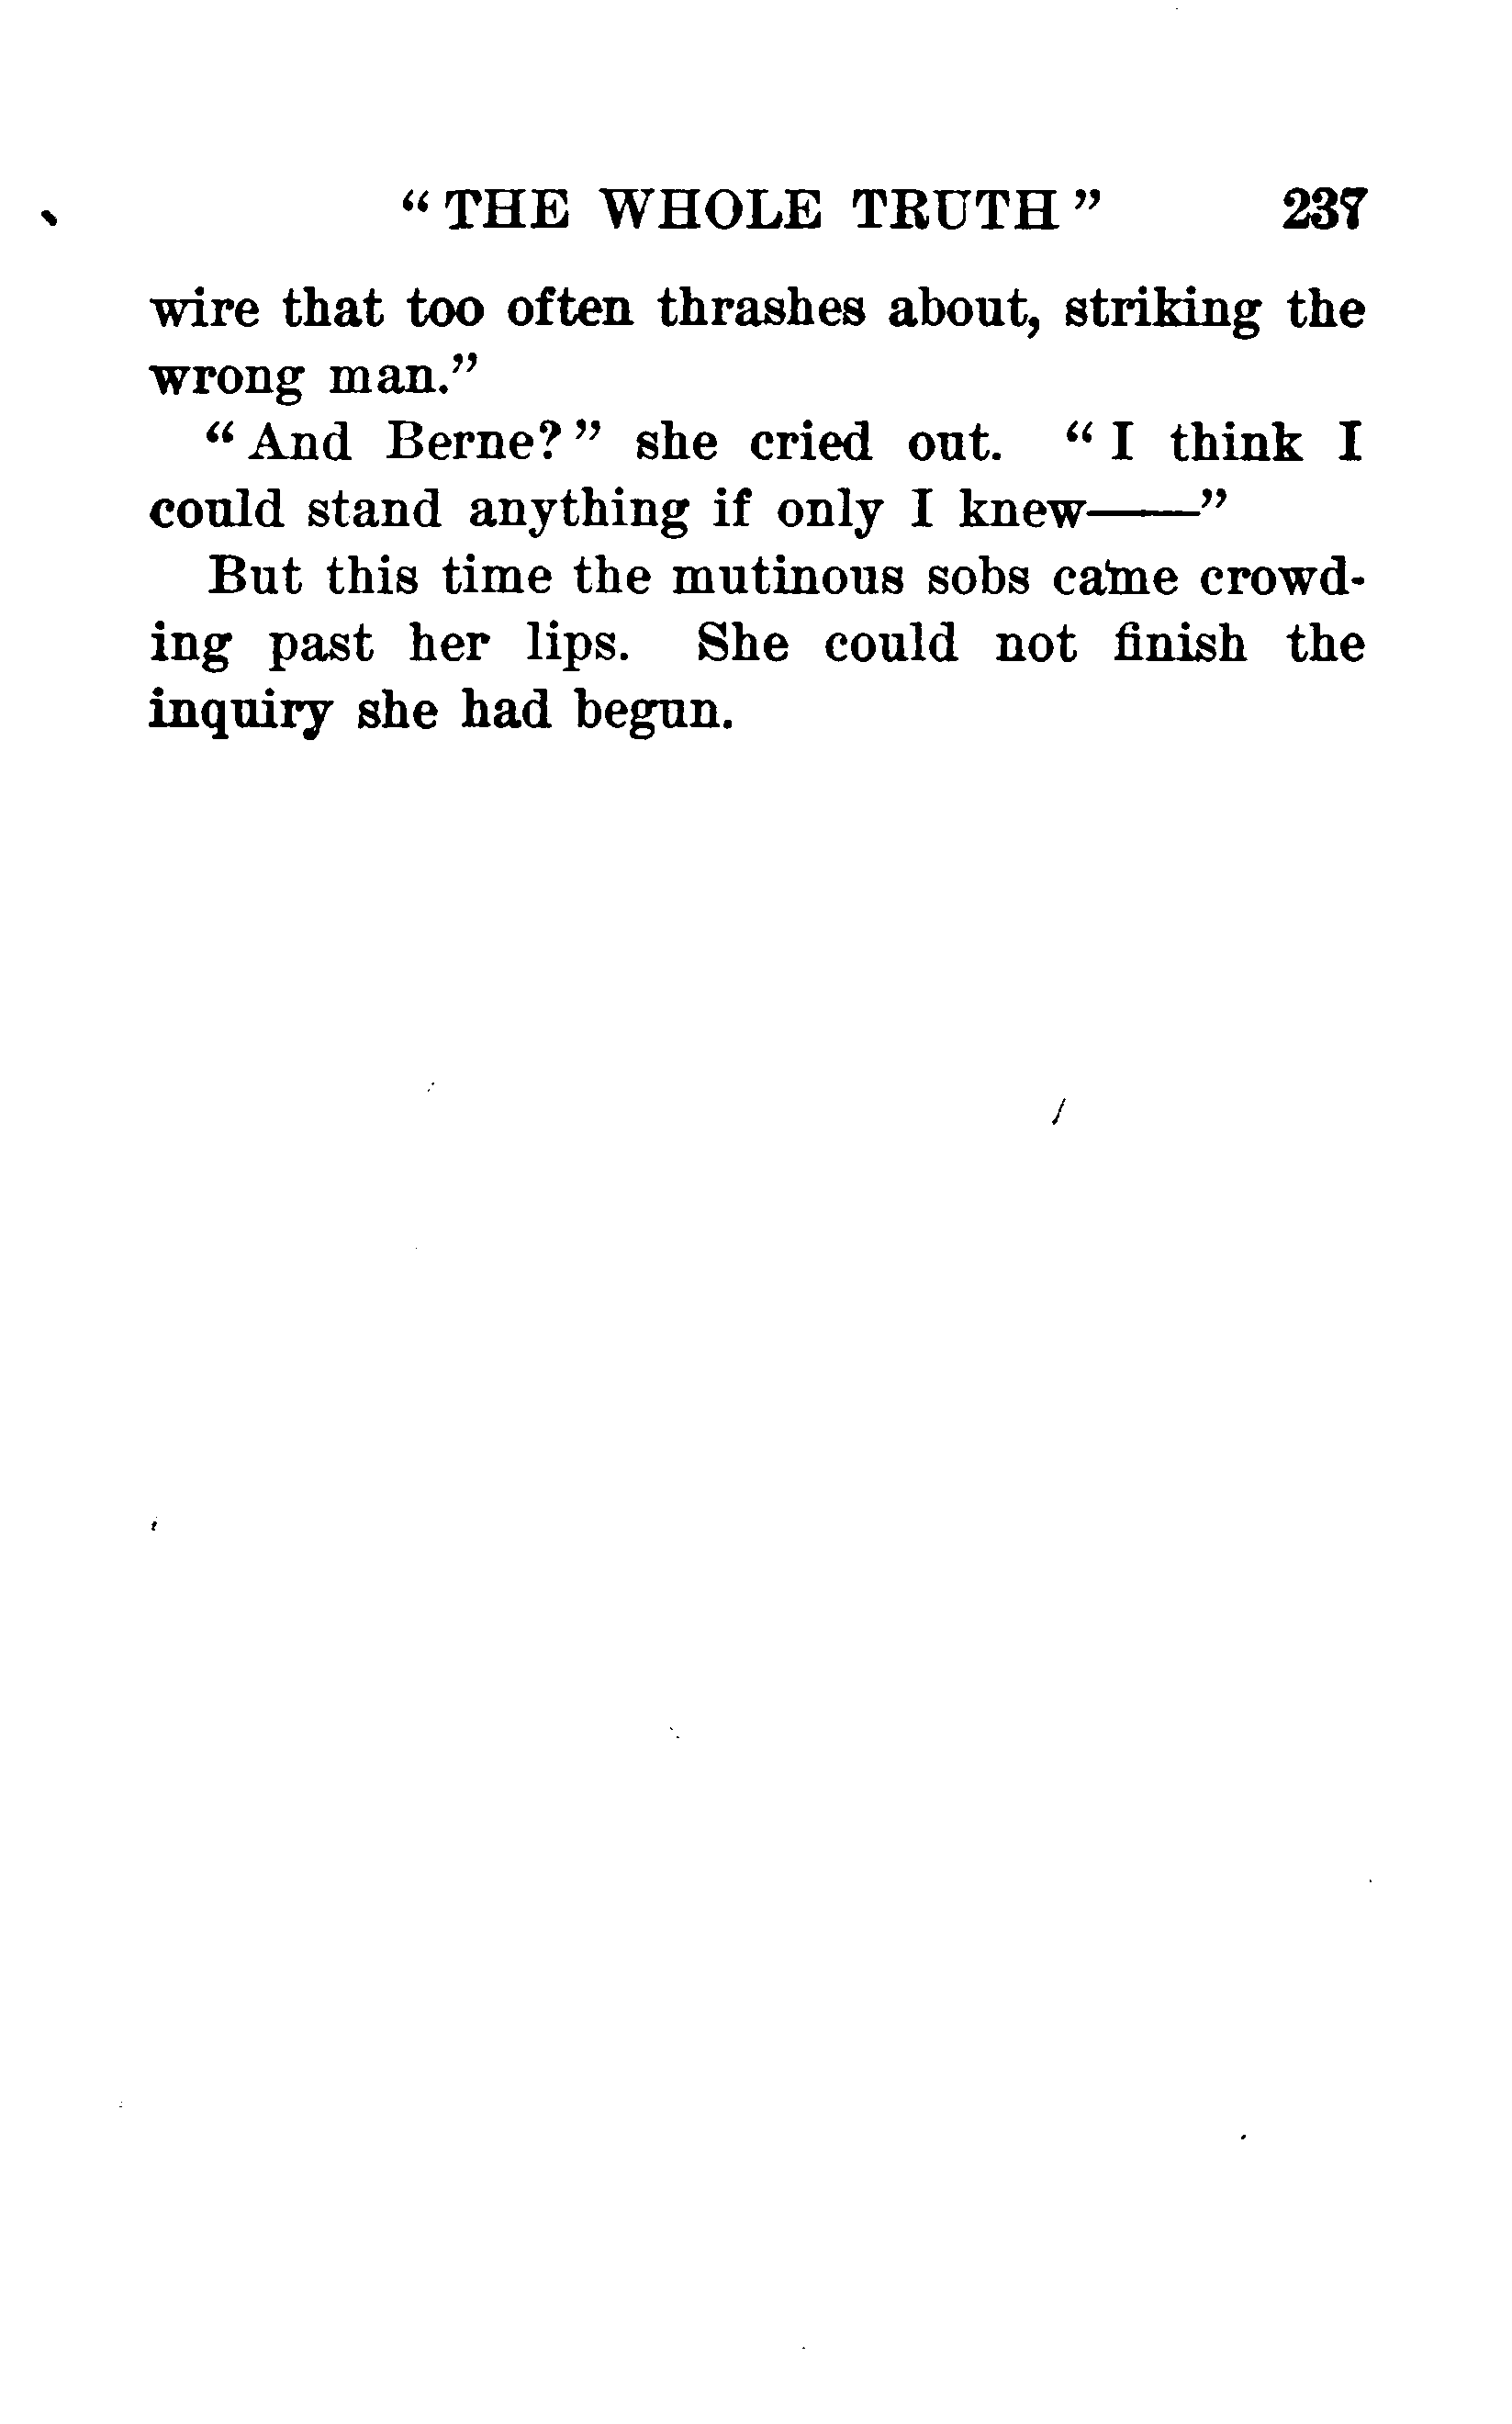 “THE WHOLE TRUTH” 237
wire that too often thrashes about, striking the
wrong man.”
“And Berne?” she cried out. “I think I
could stand anything if only I knew——”
But this time the mutinous sobs came crowd-
ing past her lips. She could not finish the
inquiry she had begun.